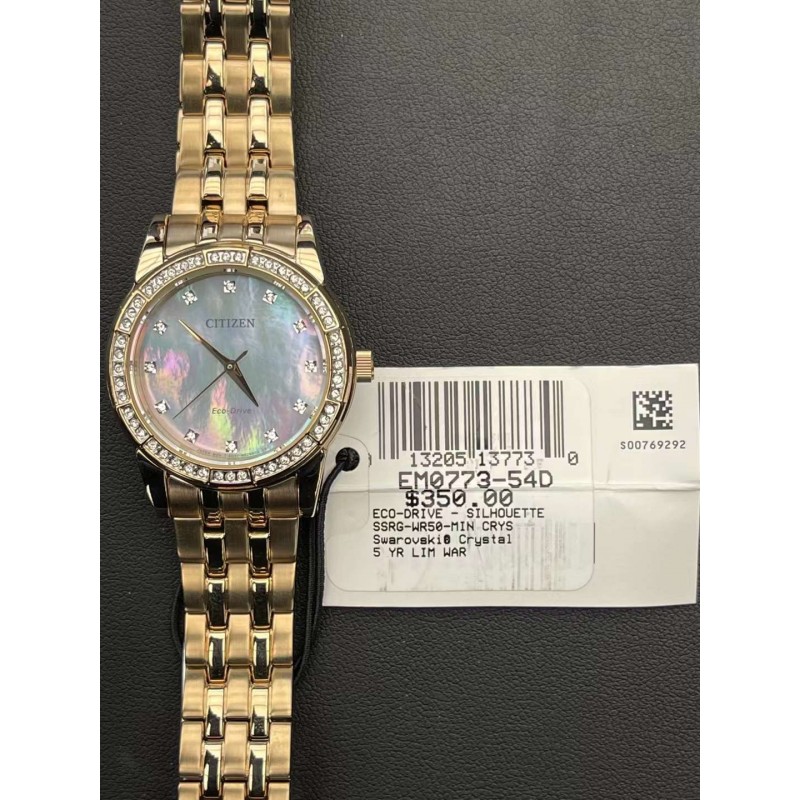 CITIZEN
Eco-Drive
S00769292
13205 13773 0
EM0773-54D
$350.00
ECO-DRIVE - SILHOUETTE
SSRG-WR50-MIN CRYS
Swarovski® Crystal
5 YR LIM WAR